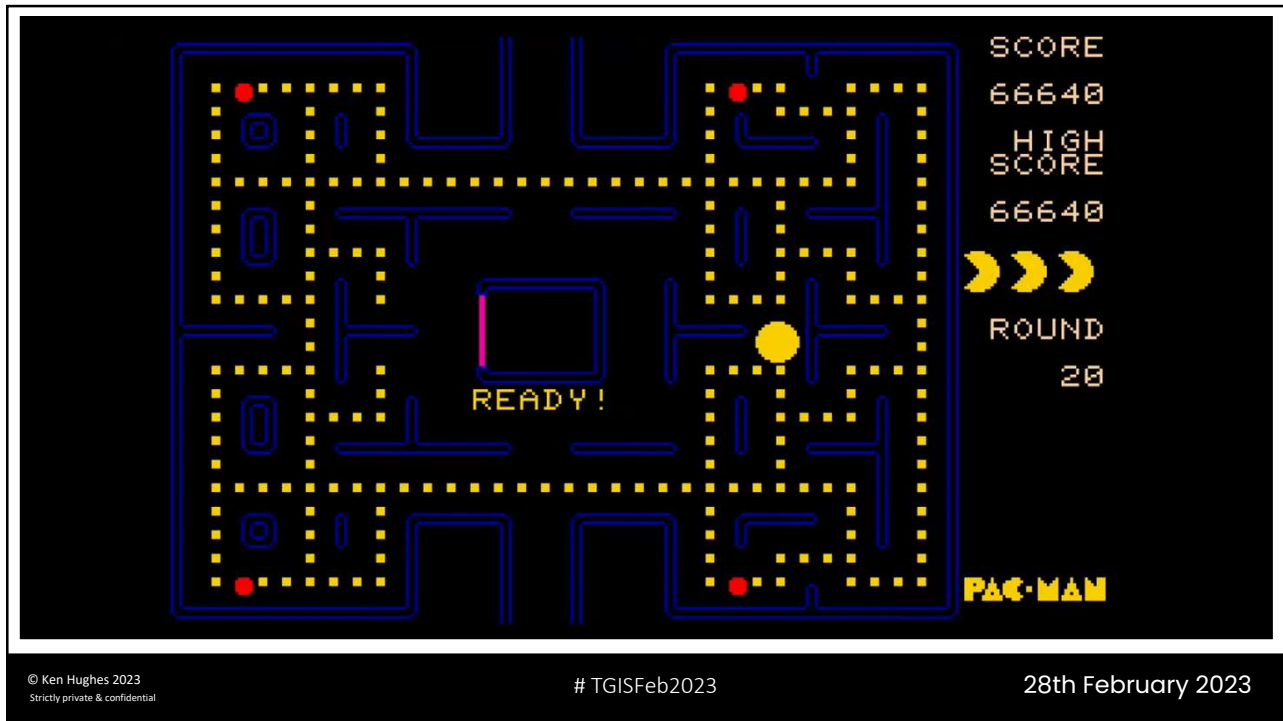 SCORE
66640
HIGH
SCORE
66640
ROUND
20
READY!
PAC-MAN
© Ken Hughes 2023
Strictly private & confidential
# TGISFeb2023
28th February 2023